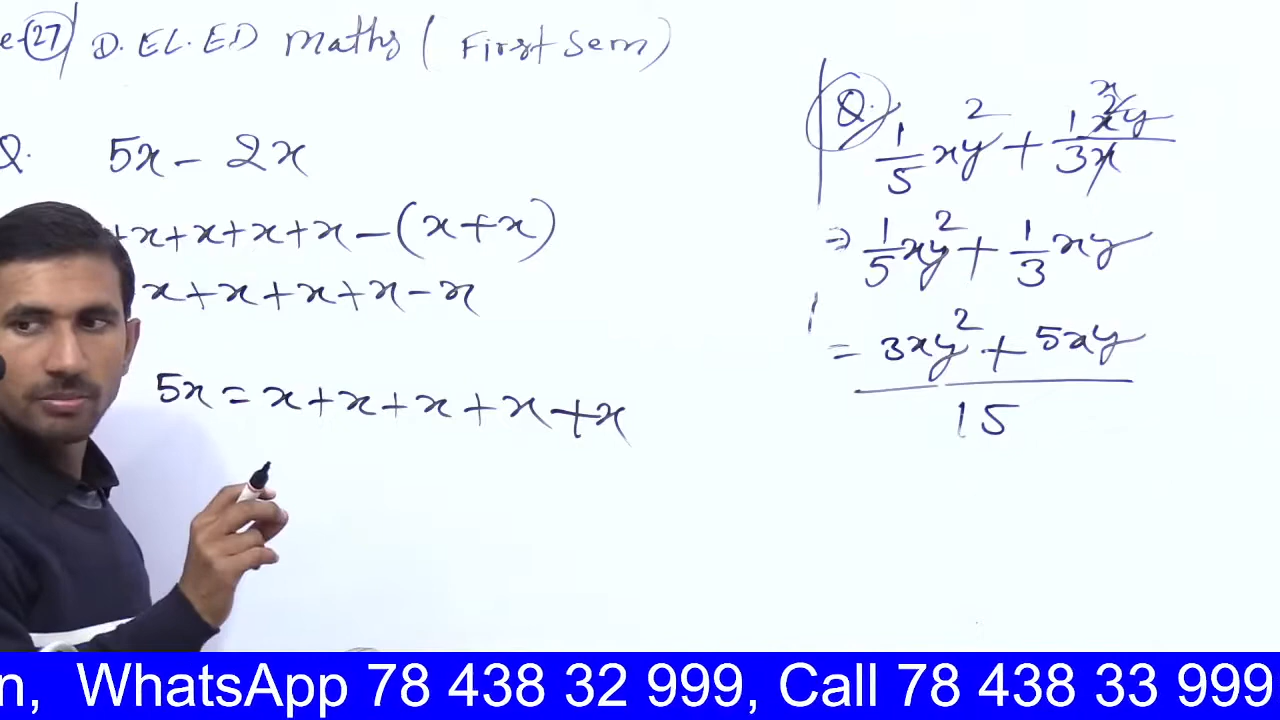 e-27 D.EL.ED Maths ( First Sem )
Q. 5x - 2x
+x+x+x+x-(x+x)
x+x+x+x-x
5x = x+x+x+x+x
Q. 1/5 xy² + 1x²y/3x x
⇒ 1/5 xy² + 1/3 xy
= 3xy² + 5xy / 15
n, WhatsApp 78 438 32 999, Call 78 438 33 999